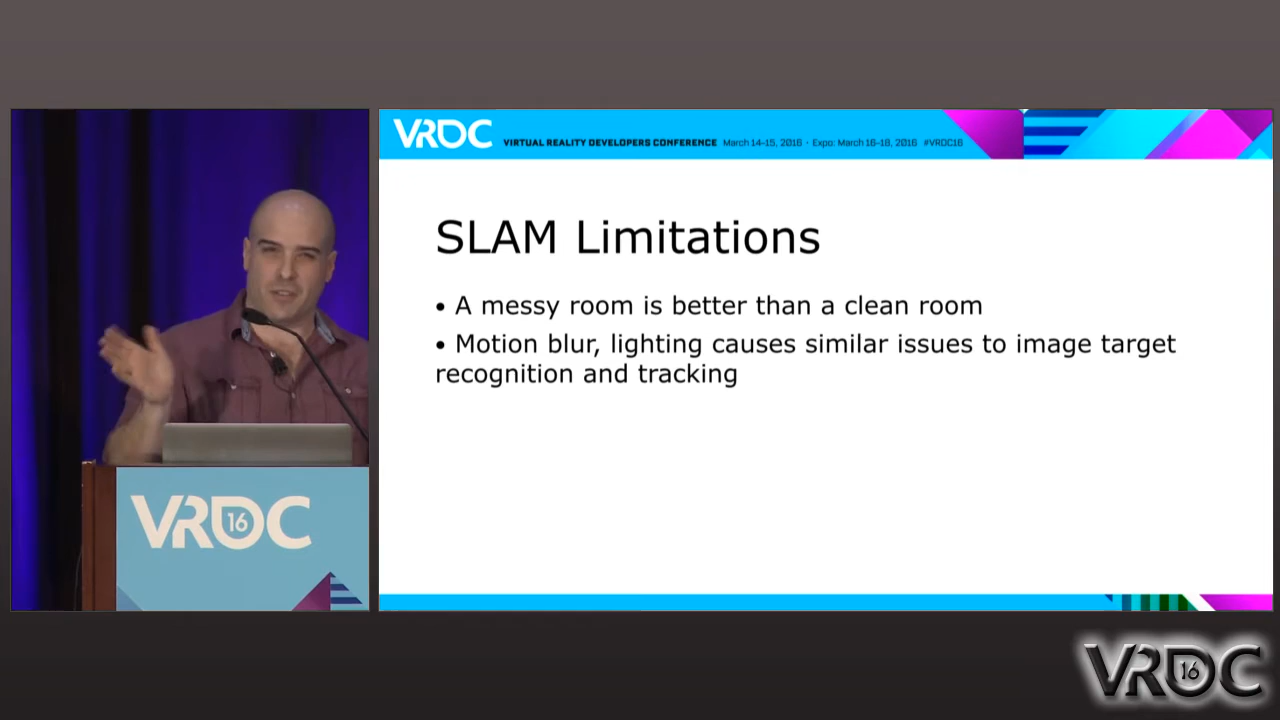 VRDC VIRTUAL REALITY DEVELOPERS CONFERENCE March 14-15, 2016 · Expo: March 16-18, 2016 #VRDC16
SLAM Limitations
• A messy room is better than a clean room
• Motion blur, lighting causes similar issues to image target
recognition and tracking
VRDC 16
VRDC 16